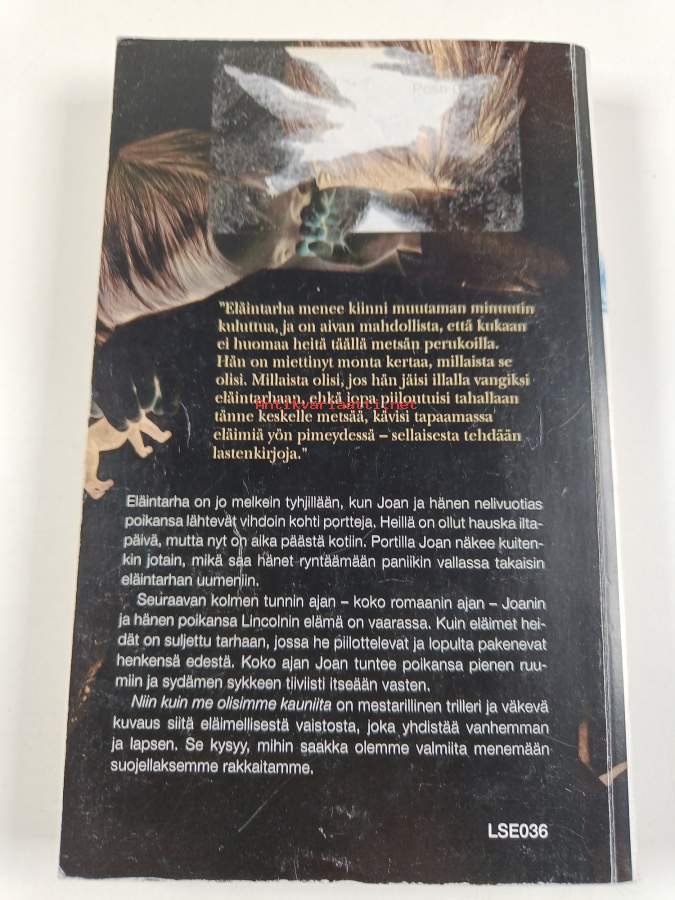 "Eläintarha menee kiinni muutaman minuutin
kuluttua, ja on aivan mahdollista, että kukaan
ei huomaa heitä täällä metsän perukoilla.
Hän on miettinyt monta kertaa, millaista se
olisi. Millaista olisi, jos hän jäisi illalla vangiksi
eläintarhaan, ehkä jopa piiloutuisi tahallaan
Antikvariaatti.net
tänne keskelle metsää, kävisi tapaamassa
eläimiä yön pimeydessä – sellaisesta tehdään
lastenkirjoja."
Eläintarha on jo melkein tyhjillään, kun Joan ja hänen nelivuotias
poikansa lähtevät vihdoin kohti portteja. Heillä on ollut hauska ilta-
päivä, mutta nyt on aika päästä kotiin. Portilla Joan näkee kuiten-
kin jotain, mikä saa hänet ryntäämään paniikin vallassa takaisin
eläintarhan uumeniin.
Seuraavan kolmen tunnin ajan – koko romaanin ajan – Joanin
ja hänen poikansa Lincolnin elämä on vaarassa. Kuin eläimet hei-
dät on suljettu tarhaan, jossa he piilottelevat ja lopulta pakenevat
henkensä edestä. Koko ajan Joan tuntee poikansa pienen ruu-
miin ja sydämen sykkeen tiiviisti itseään vasten.
Niin kuin me olisimme kauniita on mestarillinen trilleri ja väkevä
kuvaus siitä eläimellisestä vaistosta, joka yhdistää vanhemman
ja lapsen. Se kysyy, mihin saakka olemme valmiita menemään
suojellaksemme rakkaitamme.
LSE036